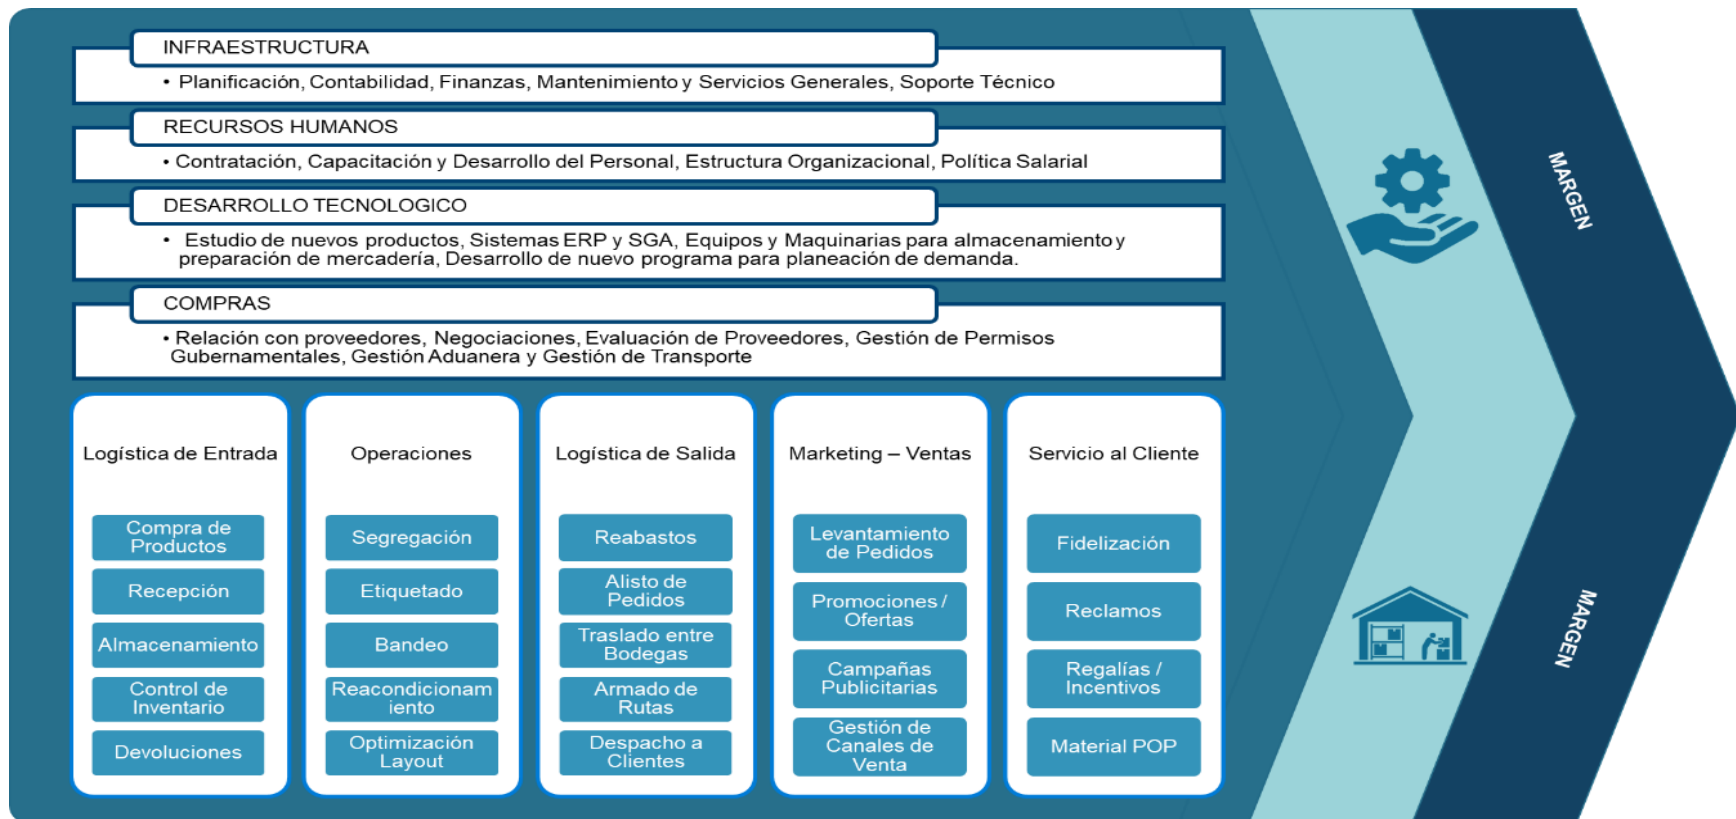 INFRAESTRUCTURA
• Planificación, Contabilidad, Finanzas, Mantenimiento y Servicios Generales, Soporte Técnico
RECURSOS HUMANOS
• Contratación, Capacitación y Desarrollo del Personal, Estructura Organizacional, Política Salarial
DESARROLLO TECNOLOGICO
• Estudio de nuevos productos, Sistemas ERP y SGA, Equipos y Maquinarias para almacenamiento y
preparación de mercadería, Desarrollo de nuevo programa para planeación de demanda.
COMPRAS
• Relación con proveedores, Negociaciones, Evaluación de Proveedores, Gestión de Permisos
Gubernamentales, Gestión Aduanera y Gestión de Transporte
Logística de Entrada
Compra de
Productos
Recepción
Almacenamiento
Control de
Inventario
Devoluciones
Operaciones
Segregación
Etiquetado
Bandeo
Reacondicionam
iento
Optimización
Layout
Logística de Salida
Reabastos
Alisto de
Pedidos
Traslado entre
Bodegas
Armado de
Rutas
Despacho a
Clientes
Marketing – Ventas
Levantamiento
de Pedidos
Promociones /
Ofertas
Campañas
Publicitarias
Gestión de
Canales de
Venta
Servicio al Cliente
Fidelización
Reclamos
Regalías /
Incentivos
Material POP
MARGEN
MARGEN